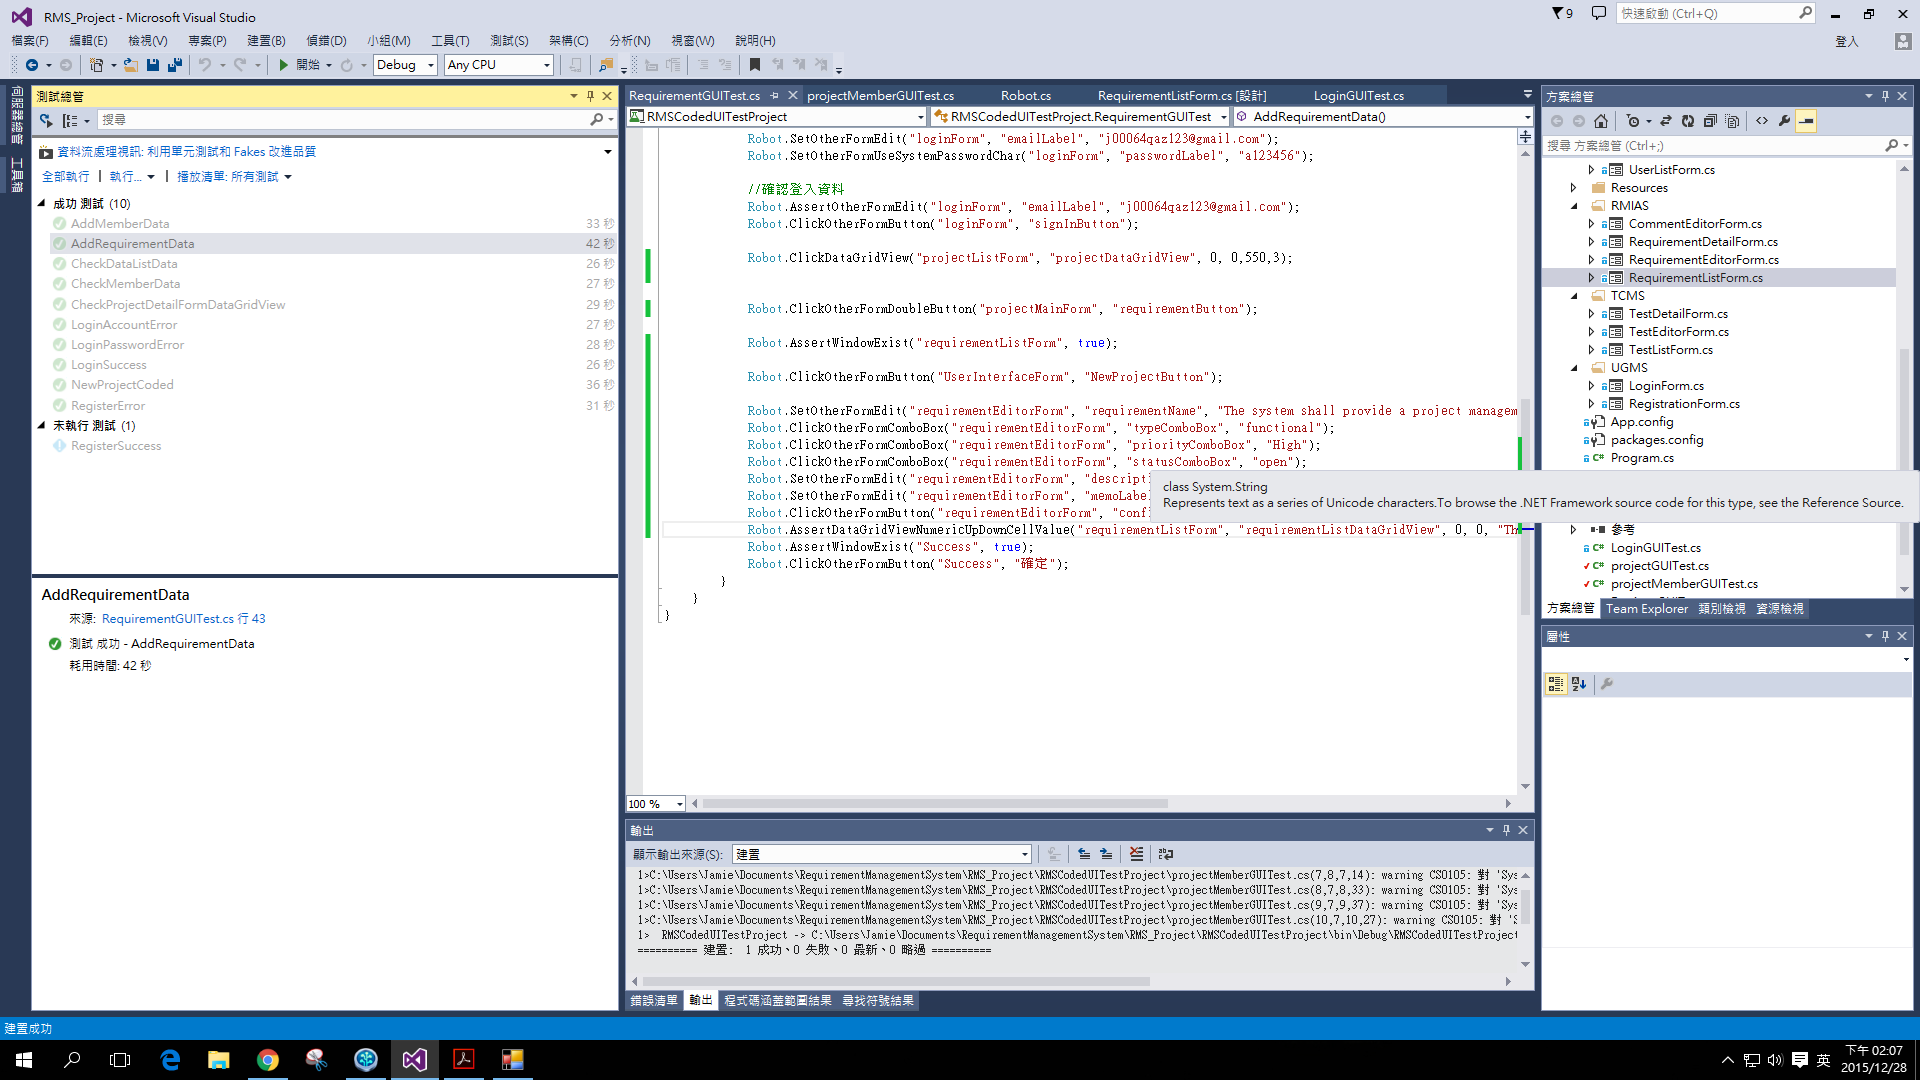 RMS_Project - Microsoft Visual Studio
9
快速啟動 (Ctrl+Q)
檔案(F) 編輯(E) 檢視(V) 專案(P) 建置(B) 偵錯(D) 小組(M) 工具(T) 測試(S) 架構(C) 分析(N) 視窗(W) 說明(H)
登入
開始 Debug Any CPU
伺服器總管
工具箱
測試總管
搜尋
資料流處理視訊: 利用單元測試和 Fakes 改進品質
全部執行 | 執行... | 播放清單: 所有測試
成功 測試 (10)
AddMemberData 33 秒
AddRequirementData 42 秒
CheckDataListData 26 秒
CheckMemberData 27 秒
CheckProjectDetailFormDataGridView 29 秒
LoginAccountError 27 秒
LoginPasswordError 28 秒
LoginSuccess 26 秒
NewProjectCoded 36 秒
RegisterError 31 秒
未執行 測試 (1)
RegisterSuccess
AddRequirementData
來源: RequirementGUITest.cs 行 43
測試 成功 - AddRequirementData
耗用時間: 42 秒
RequirementGUITest.cs projectMemberGUITest.cs Robot.cs RequirementListForm.cs [設計] LoginGUITest.cs
RMSCodedUITestProject RMSCodedUITestProject.RequirementGUITest AddRequirementData()
Robot.SetOtherFormEdit("loginForm", "emailLabel", "j00064qaz123@gmail.com");
Robot.SetOtherFormUseSystemPasswordChar("loginForm", "passwordLabel", "a123456");
//確認登入資料
Robot.AssertOtherFormEdit("loginForm", "emailLabel", "j00064qaz123@gmail.com");
Robot.ClickOtherFormButton("loginForm", "signInButton");
Robot.ClickDataGridView("projectListForm", "projectDataGridView", 0, 0,550,3);
Robot.ClickOtherFormDoubleButton("projectMainForm", "requirementButton");
Robot.AssertWindowExist("requirementListForm", true);
Robot.ClickOtherFormButton("UserInterfaceForm", "NewProjectButton");
Robot.SetOtherFormEdit("requirementEditorForm", "requirementName", "The system shall provide a project managem
Robot.ClickOtherFormComboBox("requirementEditorForm", "typeComboBox", "functional");
Robot.ClickOtherFormComboBox("requirementEditorForm", "priorityComboBox", "High");
Robot.ClickOtherFormComboBox("requirementEditorForm", "statusComboBox", "open");
Robot.SetOtherFormEdit("requirementEditorForm", "descripti
Robot.SetOtherFormEdit("requirementEditorForm", "memoLabel
Robot.ClickOtherFormButton("requirementEditorForm", "confi
Robot.AssertDataGridViewNumericUpDownCellValue("requirementListForm", "requirementListDataGridView", 0, 0, "Th
Robot.AssertWindowExist("Success", true);
Robot.ClickOtherFormButton("Success", "確定");
}
}
}
class System.String
Represents text as a series of Unicode characters.To browse the .NET Framework source code for this type, see the Reference Source.
100 %
輸出
顯示輸出來源(S): 建置
1>C:\Users\Jamie\Documents\RequirementManagementSystem\RMS_Project\RMSCodedUITestProject\projectMemberGUITest.cs(7,8,7,14): warning CS0105: 對 'Sys
1>C:\Users\Jamie\Documents\RequirementManagementSystem\RMS_Project\RMSCodedUITestProject\projectMemberGUITest.cs(8,7,8,33): warning CS0105: 對 'Sys
1>C:\Users\Jamie\Documents\RequirementManagementSystem\RMS_Project\RMSCodedUITestProject\projectMemberGUITest.cs(9,7,9,37): warning CS0105: 對 'Sys
1>C:\Users\Jamie\Documents\RequirementManagementSystem\RMS_Project\RMSCodedUITestProject\projectMemberGUITest.cs(10,7,10,27): warning CS0105: 對 'S
1> RMSCodedUITestProject -> C:\Users\Jamie\Documents\RequirementManagementSystem\RMS_Project\RMSCodedUITestProject\bin\Debug\RMSCodedUITestProject
========== 建置: 1 成功、0 失敗、0 最新、0 略過 ==========
錯誤清單 輸出 程式碼涵蓋範圍結果 尋找符號結果
方案總管
搜尋 方案總管 (Ctrl+;)
UserListForm.cs
Resources
RMIAS
CommentEditorForm.cs
RequirementDetailForm.cs
RequirementEditorForm.cs
RequirementListForm.cs
TCMS
TestDetailForm.cs
TestEditorForm.cs
TestListForm.cs
UGMS
LoginForm.cs
RegistrationForm.cs
App.config
packages.config
Program.cs
參考
LoginGUITest.cs
projectGUITest.cs
projectMemberGUITest.cs
方案總管 Team Explorer 類別檢視 資源檢視
屬性
建置成功
英
下午 02:07
2015/12/28